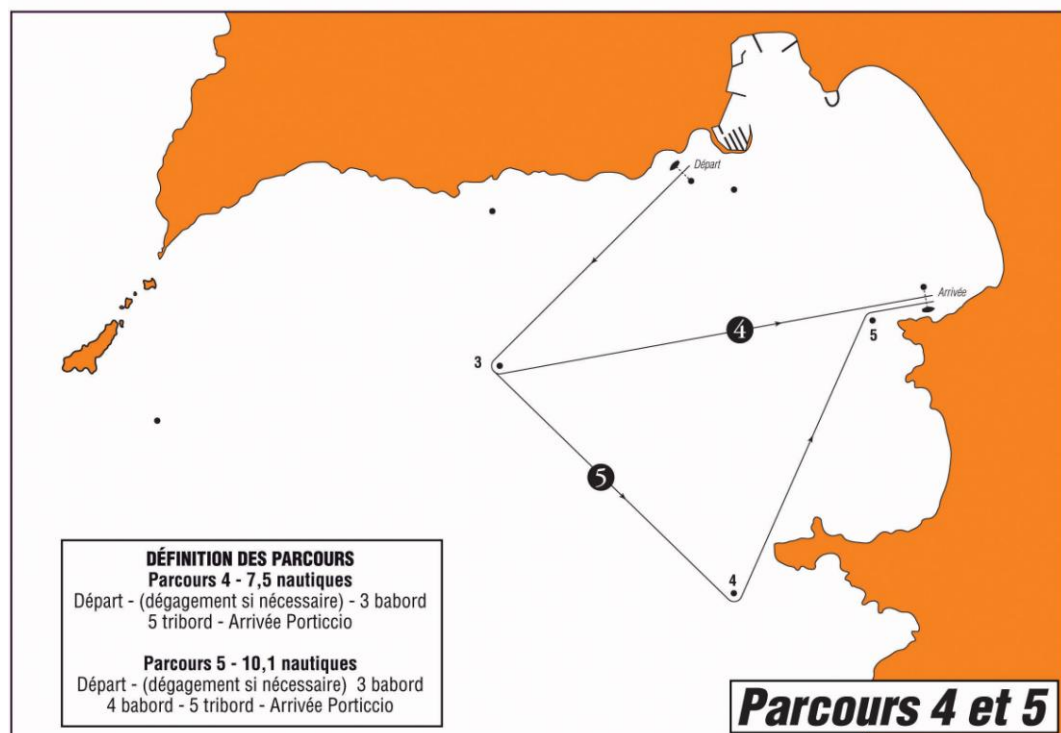 Départ
Arrivée
4
5
3
5
4
DÉFINITION DES PARCOURS
Parcours 4 - 7,5 nautiques
Départ - (dégagement si nécessaire) - 3 babord
5 tribord - Arrivée Porticcio
Parcours 5 - 10,1 nautiques
Départ - (dégagement si nécessaire) 3 babord
4 babord - 5 tribord - Arrivée Porticcio
Parcours 4 et 5